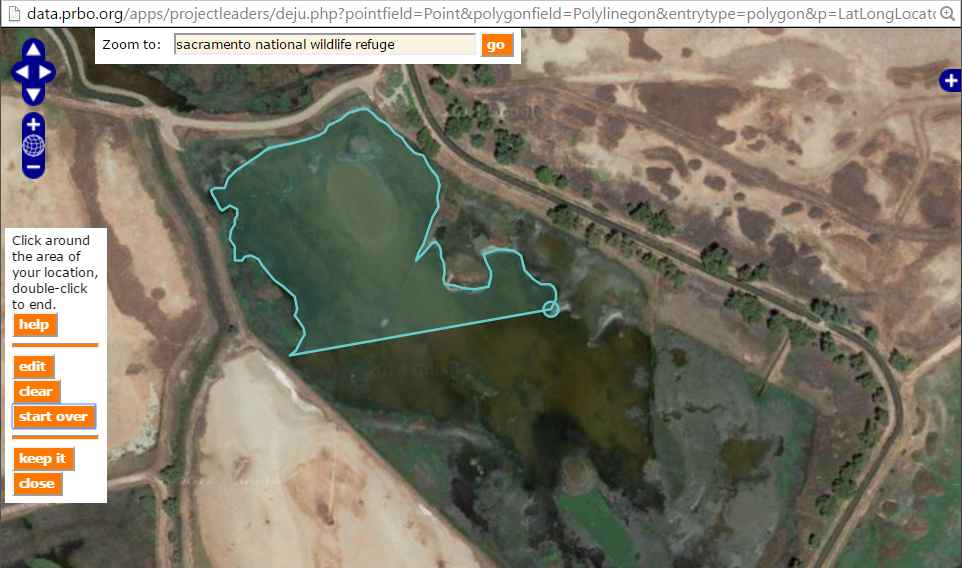 data.prbo.org/apps/projectleaders/deju.php?pointfield=Point&polygonfield=Polylinegon&entrytype=polygon&p=LatLongLocato
Zoom to: sacramento national wildlife refuge go
Click around
the area of
your location,
double-click
to end.
help
edit
clear
start over
keep it
close